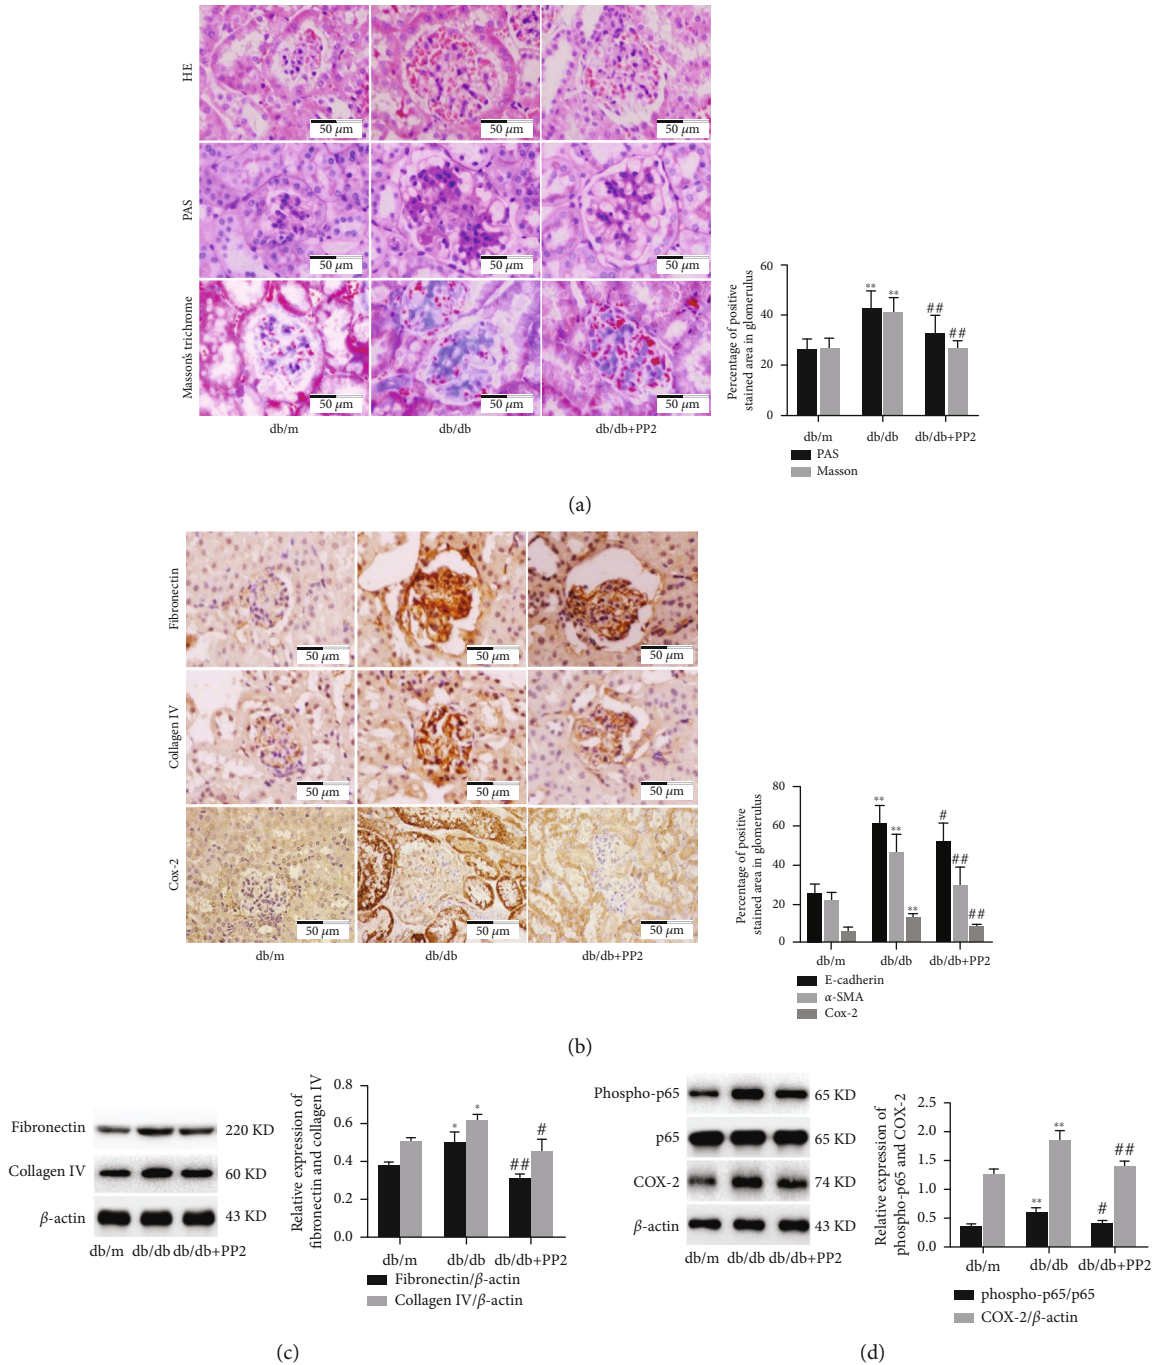 HE
50 μm
50 μm
50 μm
PAS
50 μm
50 μm
50 μm
Masson's trichrome
50 μm
50 μm
50 μm
db/m
db/db
db/db+PP2
Percentage of positive
stained area in glomerulus
60
40
20
0
**
**
##
##
db/m
db/db
db/db+PP2
PAS
Masson
(a)
Fibronectin
50 μm
50 μm
50 μm
Collagen IV
50 μm
50 μm
50 μm
Cox-2
50 μm
50 μm
50 μm
db/m
db/db
db/db+PP2
Percentage of positive
stained area in glomerulus
80
60
40
20
0
**
**
**
#
##
##
db/m
db/db
db/db+PP2
E-cadherin
α-SMA
Cox-2
(b)
Fibronectin
220 KD
Collagen IV
60 KD
β-actin
43 KD
db/m
db/db
db/db+PP2
Relative expression of
fibronectin and collagen IV
0.8
0.6
0.4
0.2
0.0
*
*
##
#
db/m
db/db
db/db+PP2
Fibronectin/β-actin
Collagen IV/β-actin
(c)
Phospho-p65
65 KD
p65
65 KD
COX-2
74 KD
β-actin
43 KD
db/m
db/db
db/db+PP2
Relative expression of
phospho-p65 and COX-2
2.5
2.0
1.5
1.0
0.5
0.0
**
**
#
##
db/m
db/db
db/db+PP2
phospho-p65/p65
COX-2/β-actin
(d)